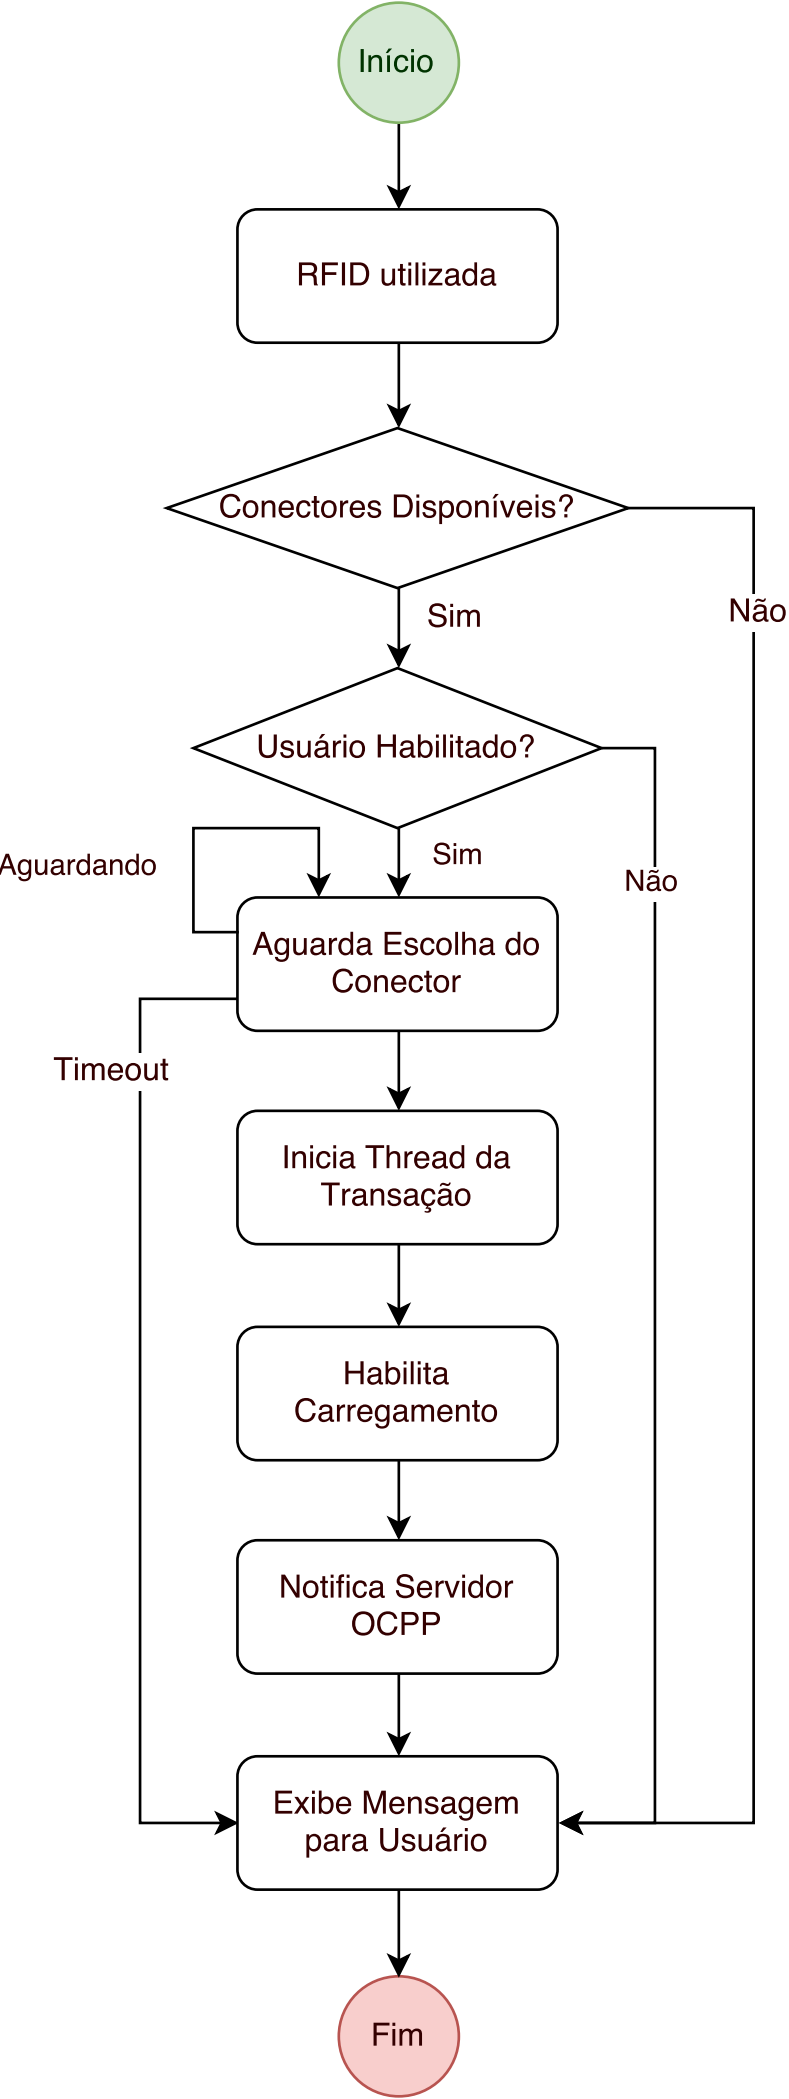 Início
RFID utilizada
Conectores Disponíveis?
Sim
Não
Usuário Habilitado?
Sim
Aguardando
Não
Aguarda Escolha do
Conector
Timeout
Inicia Thread da
Transação
Habilita
Carregamento
Notifica Servidor
OCPP
Exibe Mensagem
para Usuário
Fim